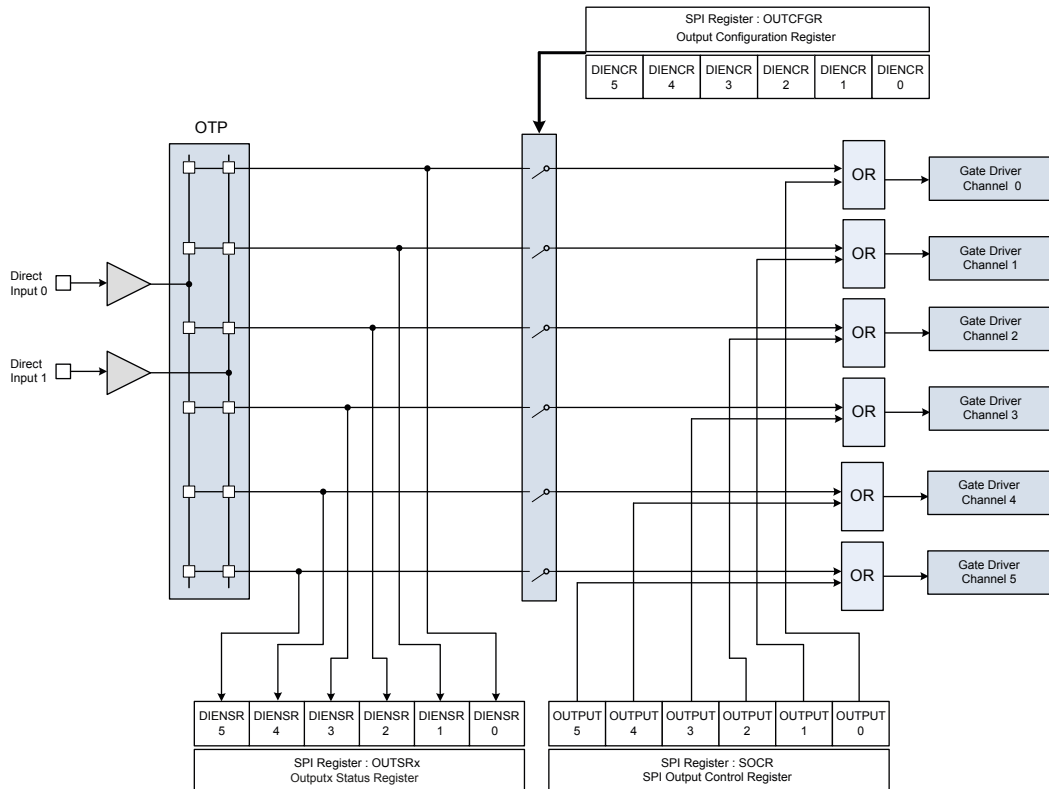 SPI Register : OUTCFGR
Output Configuration Register
DIENCR 5
DIENCR 4
DIENCR 3
DIENCR 2
DIENCR 1
DIENCR 0
OTP
OR
Gate Driver
Channel 0
OR
Gate Driver
Channel 1
Direct
Input 0
OR
Gate Driver
Channel 2
Direct
Input 1
OR
Gate Driver
Channel 3
OR
Gate Driver
Channel 4
OR
Gate Driver
Channel 5
DIENSR 5
DIENSR 4
DIENSR 3
DIENSR 2
DIENSR 1
DIENSR 0
SPI Register : OUTSRx
Outputx Status Register
OUTPUT 5
OUTPUT 4
OUTPUT 3
OUTPUT 2
OUTPUT 1
OUTPUT 0
SPI Register : SOCR
SPI Output Control Register